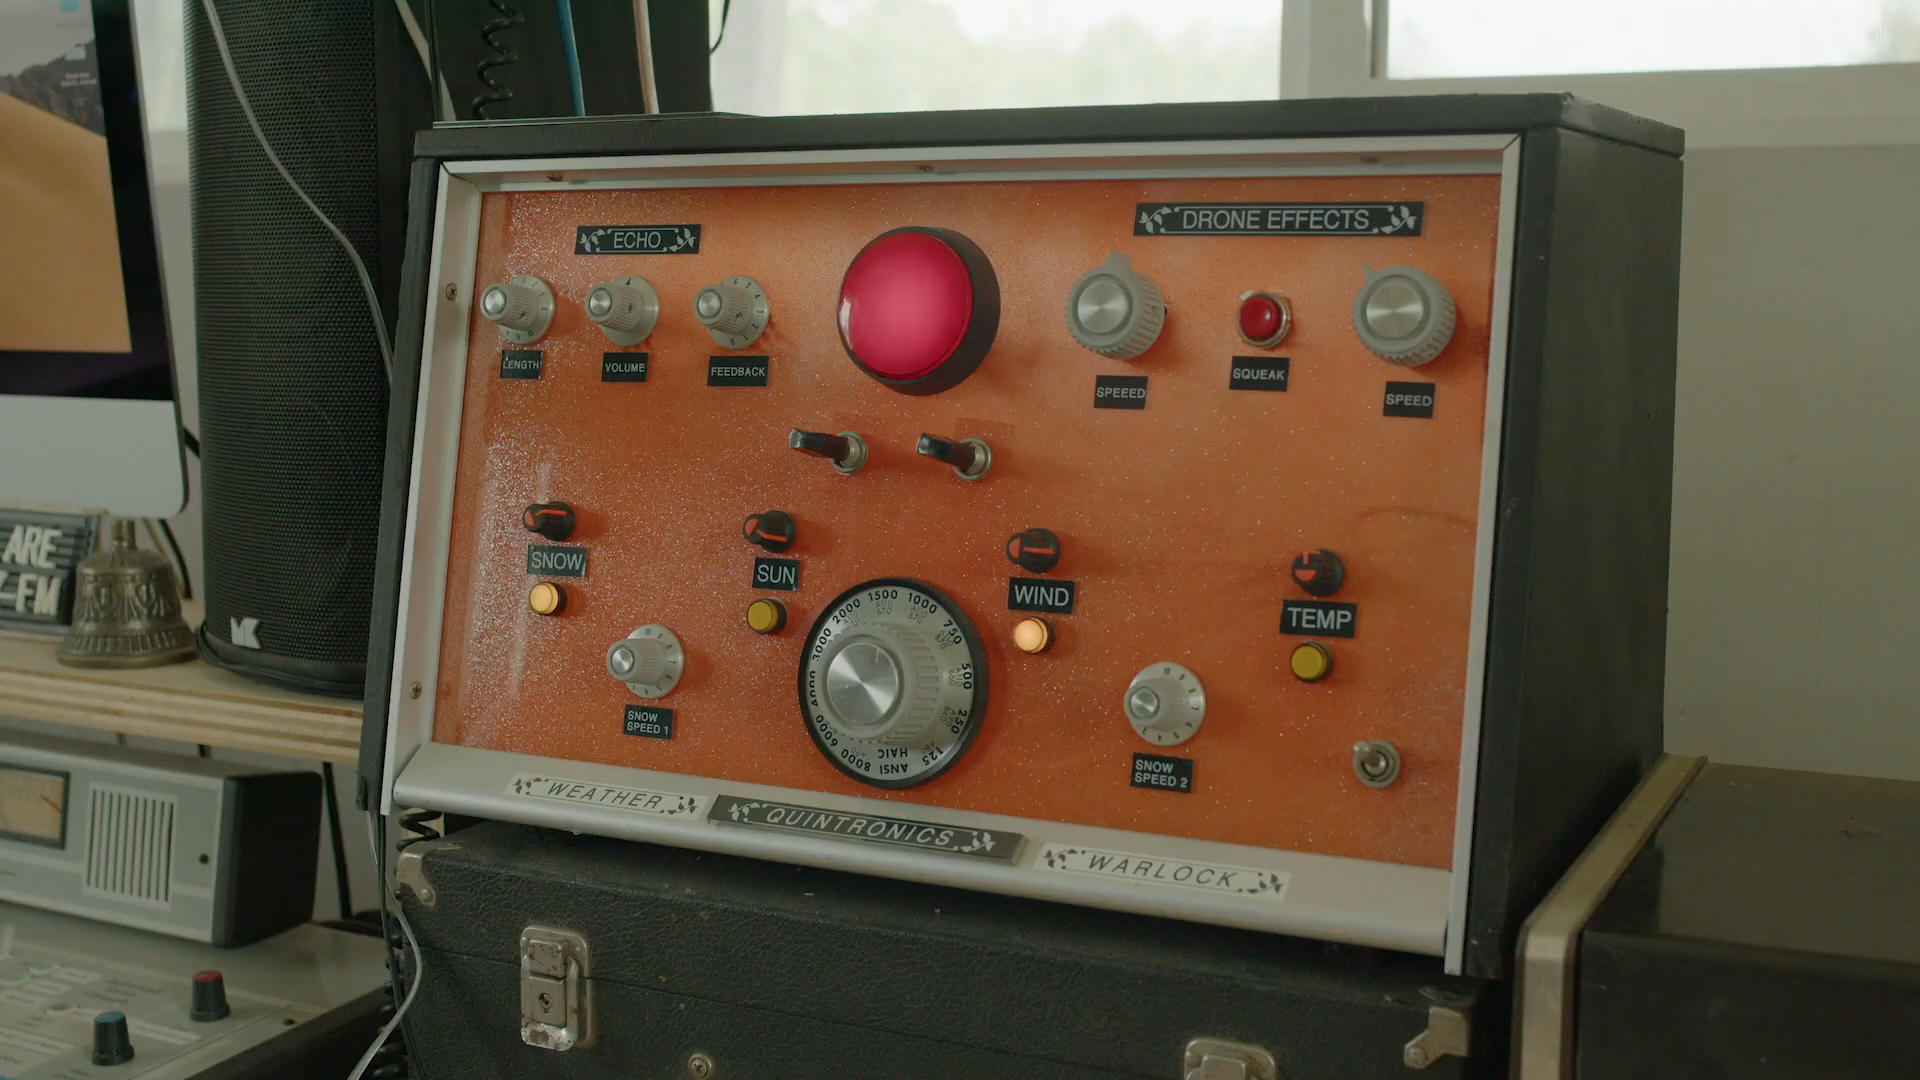 ECHO
DRONE EFFECTS
LENGTH
VOLUME
FEEDBACK
SPEEED
SQUEAK
SPEED
SNOW
SUN
WIND
TEMP
SNOW
SPEED 1
SNOW
SPEED 2
1000
750
500
250
125
ANSI
HAIC
8000
6000
4000
3000
2000
1500
WEATHER
QUINTRONICS
WARLOCK
ARE
-FM
MK